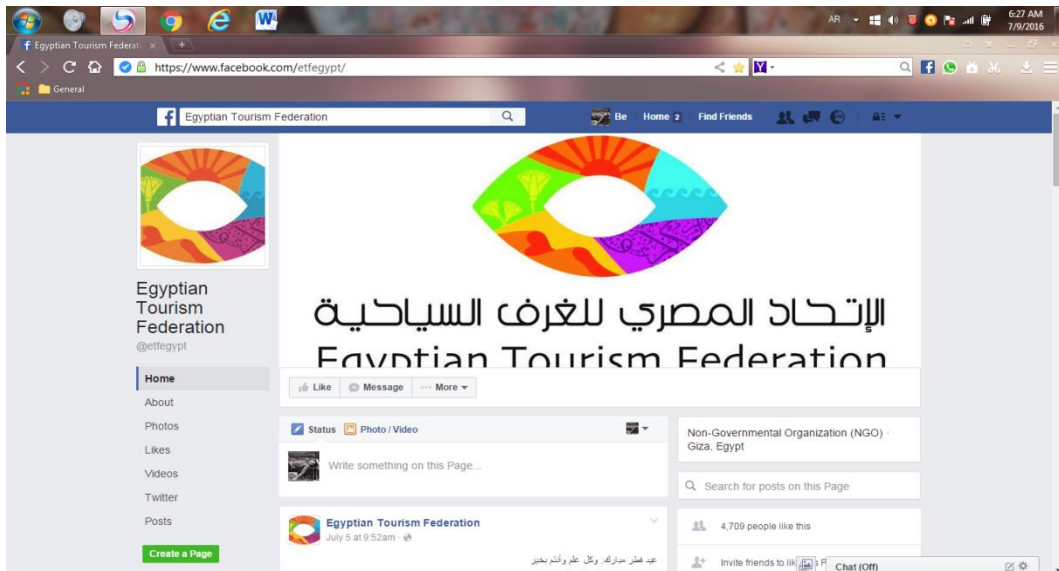 AR
6:27 AM
7/9/2016
Egyptian Tourism Federati
https://www.facebook.com/etfegypt/
General
Egyptian Tourism Federation
Be Home 2 Find Friends
الإتحاد المصري للغرف السياحية
Egyptian Tourism Federation
Egyptian
Tourism
Federation
@etfegypt
Home
About
Photos
Likes
Videos
Twitter
Posts
Create a Page
Like Message More
Status Photo / Video
Write something on this Page...
Egyptian Tourism Federation
July 5 at 9:52am
عيد فطر مبارك وكل عام وأنتم بخير
Non-Governmental Organization (NGO) ·
Giza, Egypt
Search for posts on this Page
4,709 people like this
Invite friends to lik s P
Chat (Off)